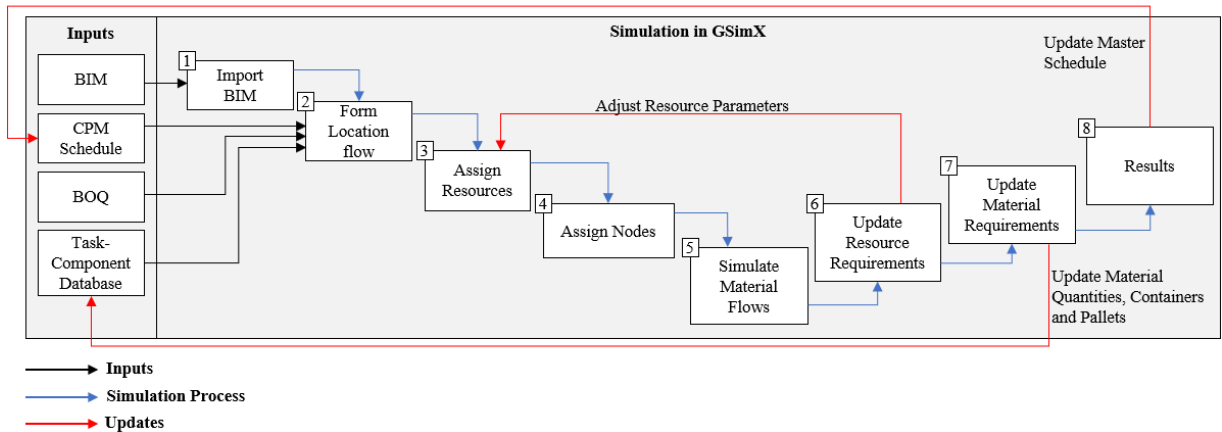 Inputs
Simulation in GSimX
BIM
CPM
Schedule
BOQ
Task-
Component
Database
1
Import
BIM
2
Form
Location
flow
3
Assign
Resources
Adjust Resource Parameters
4
Assign Nodes
5
Simulate
Material
Flows
6
Update
Resource
Requirements
7
Update
Material
Requirements
8
Results
Update Master
Schedule
Update Material
Quantities, Containers
and Pallets
Inputs
Simulation Process
Updates